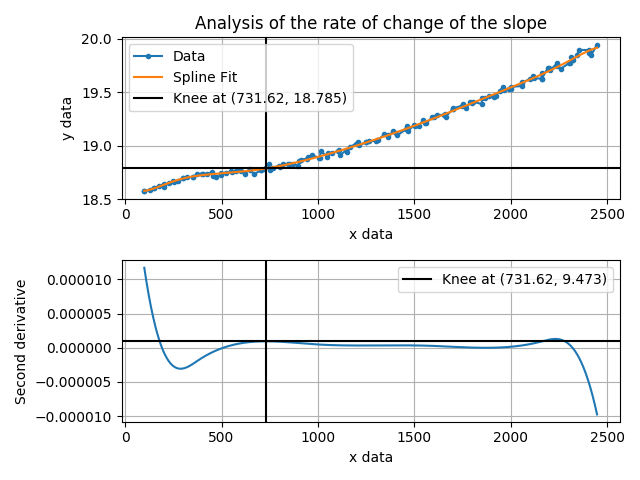 Analysis of the rate of change of the slope
20.0
19.5
19.0
18.5
y data
Data
Spline Fit
Knee at (731.62, 18.785)
0 500 1000 1500 2000 2500
x data
0.000010
0.000005
0.000000
−0.000005
−0.000010
Second derivative
Knee at (731.62, 9.473)
0 500 1000 1500 2000 2500
x data